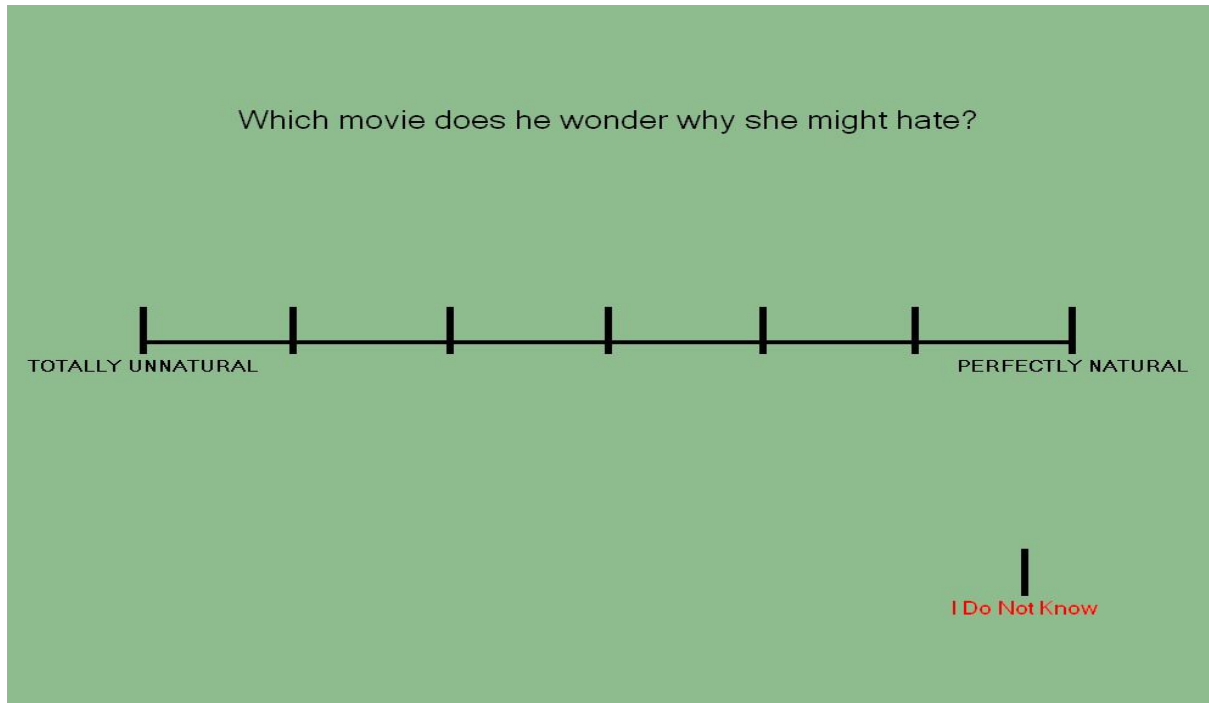 Which movie does he wonder why she might hate?
TOTALLY UNNATURAL PERFECTLY NATURAL
I Do Not Know